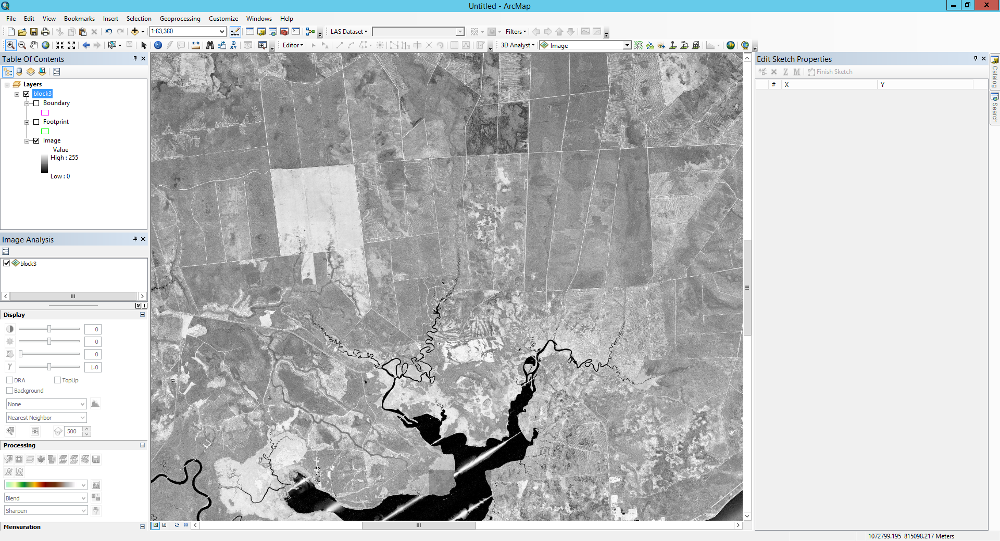 Untitled - ArcMap
File Edit View Bookmarks Insert Selection Geoprocessing Customize Windows Help
1:63,360 LAS Dataset Filters
Editor 3D Analyst Image
Table Of Contents
Layers
block3
Boundary
Footprint
Image
Value
High : 255
Low : 0
Image Analysis
block3
Display
0
0
0
γ 1.0
DRA TopUp
Background
None
Nearest Neighbor
500
Processing
Blend
Sharpen
Mensuration
Edit Sketch Properties
Z M Finish Sketch
# X Y
Catalog
Search
1072799.195 815098.217 Meters